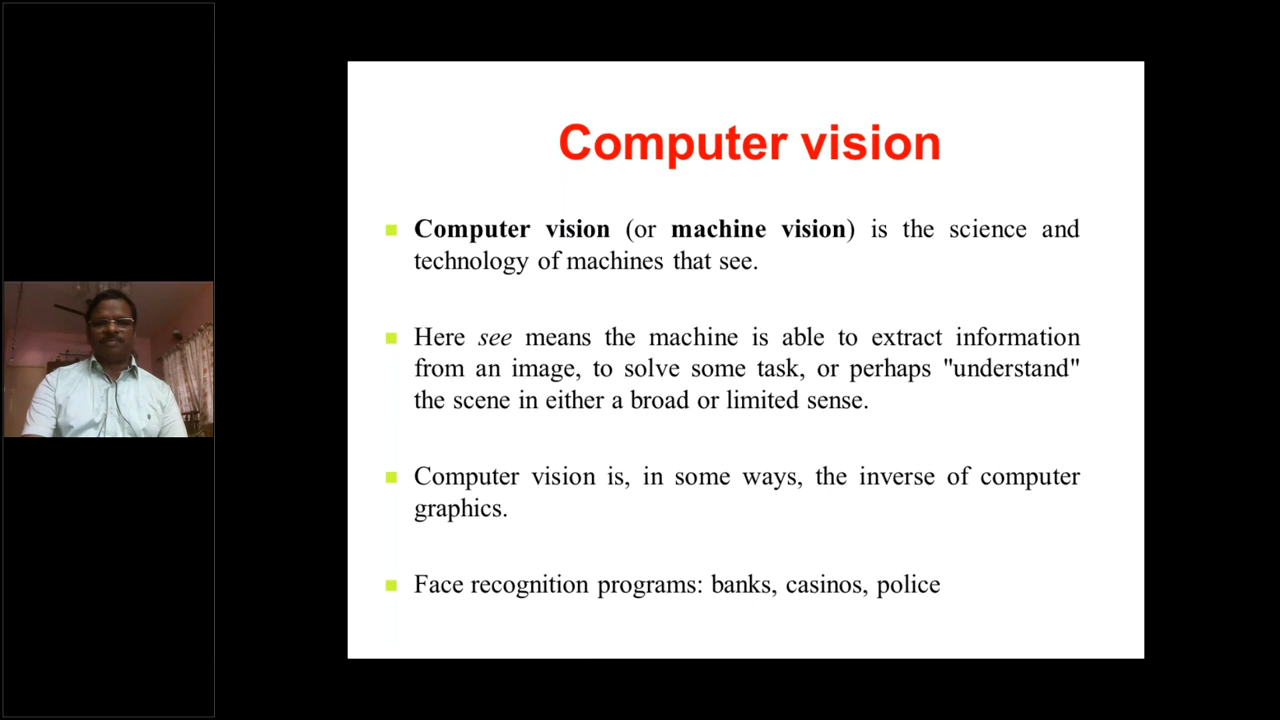 Computer vision
Computer vision (or machine vision) is the science and
technology of machines that see.
Here see means the machine is able to extract information
from an image, to solve some task, or perhaps "understand"
the scene in either a broad or limited sense.
Computer vision is, in some ways, the inverse of computer
graphics.
Face recognition programs: banks, casinos, police